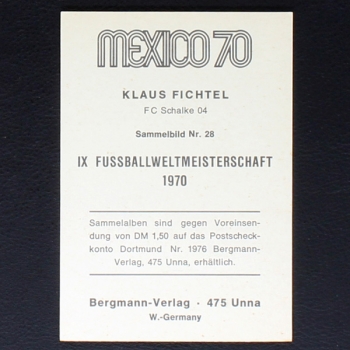 MEXICO 70
KLAUS FICHTEL
FC Schalke 04
Sammelbild Nr. 28
IX FUSSBALLWELTMEISTERSCHAFT
1970
Sammelalben sind gegen Voreinsen-
dung von DM 1,50 auf das Postscheck-
konto Dortmund Nr. 1976 Bergmann-
Verlag, 475 Unna, erhältlich.
Bergmann-Verlag · 475 Unna
W.-Germany